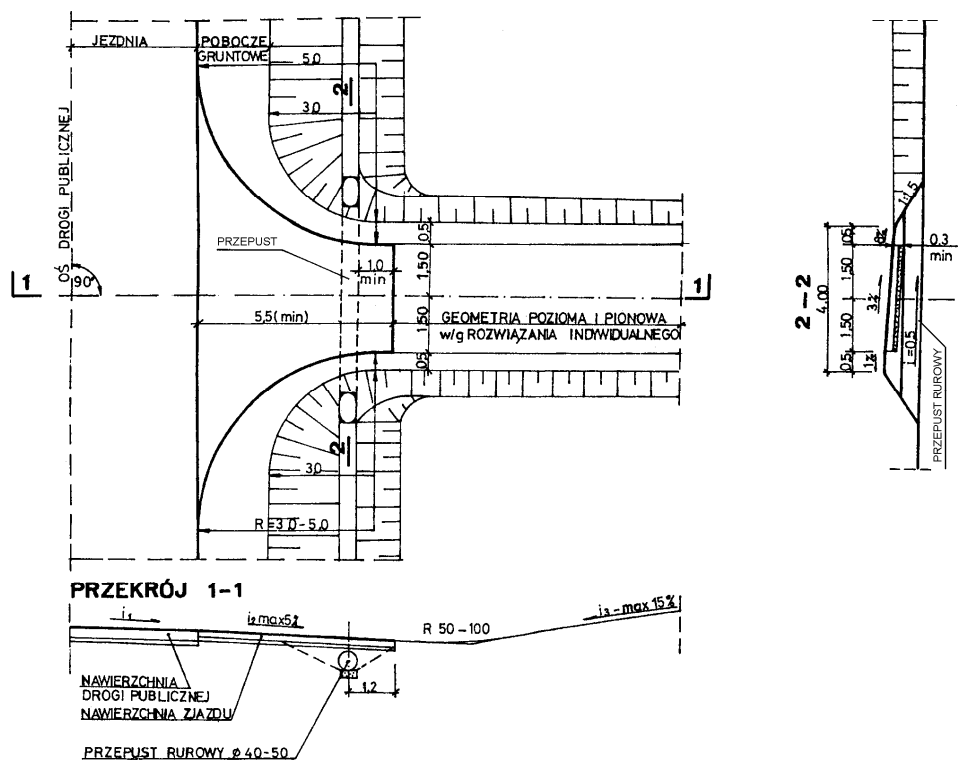 JEZDNIA
POBOCZE
GRUNTOWE
5,0
2
3,0
OŚ DROGI PUBLICZNEJ
PRZEPUST
0,5
1,50
1,0
min
1
90°
1
5,5(min)
GEOMETRIA POZIOMA I PIONOWA
w/g ROZWIĄZANIA INDYWIDUALNEGO
1,50
0,5
2
3,0
R=3,0-5,0
1:1,5
0,5
8%
0,3
min
1,50
2-2
4.00
3%
1,50
i=0,5
0,5
PRZEPUST RUROWY
PRZEKRÓJ 1-1
i1
i2 max5%
R 50-100
i3-max 15%
1,2
NAWIERZCHNIA
DROGI PUBLICZNEJ
NAWIERZCHNIA ZJAZDU
PRZEPUST RUROWY ø 40-50